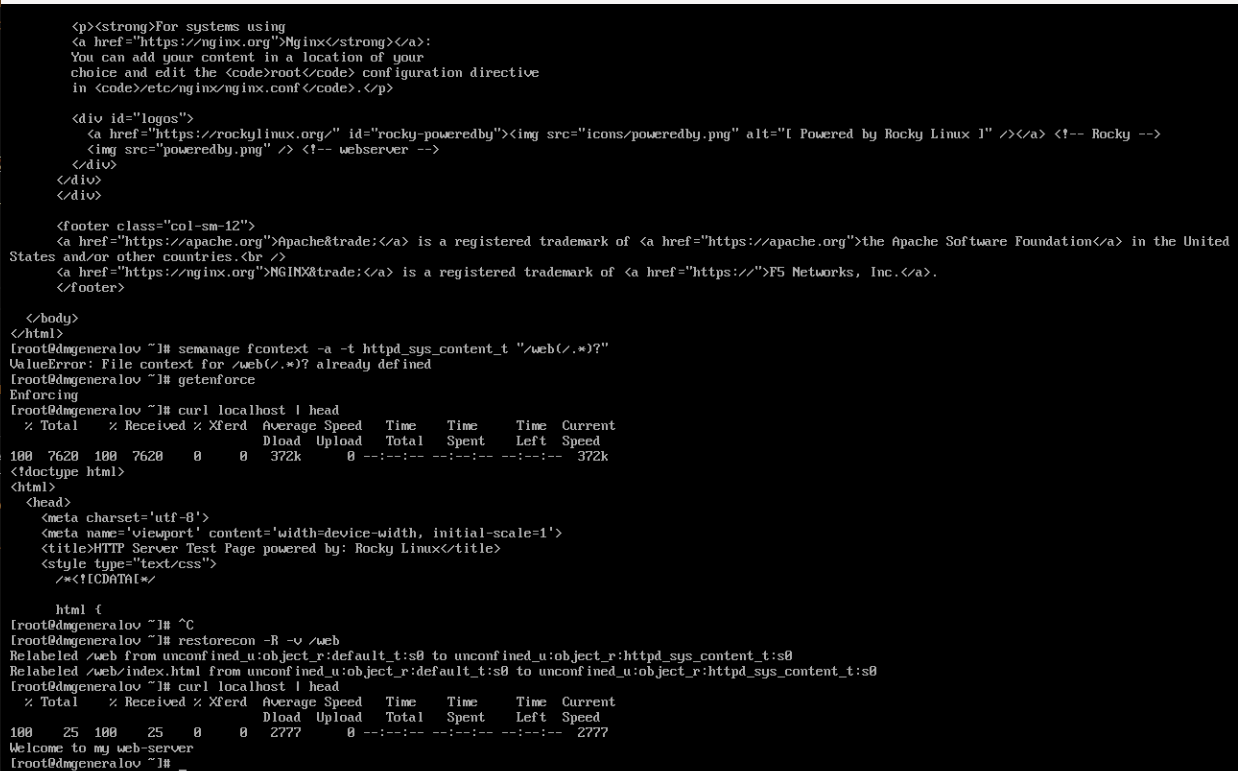 <p><strong>For systems using
<a href="https://nginx.org">Nginx</strong></a>:
You can add your content in a location of your
choice and edit the <code>root</code> configuration directive
in <code>/etc/nginx/nginx.conf</code>.</p>
<div id="logos">
<a href="https://rockylinux.org/" id="rocky-poweredby"><img src="icons/poweredby.png" alt="[ Powered by Rocky Linux ]" /></a> <!-- Rocky -->
<img src="poweredby.png" /> <!-- webserver -->
</div>
</div>
</div>
<footer class="col-sm-12">
<a href="https://apache.org">Apache&trade;</a> is a registered trademark of <a href="https://apache.org">the Apache Software Foundation</a> in the United
States and/or other countries.<br />
<a href="https://nginx.org">NGINX&trade;</a> is a registered trademark of <a href="https://">F5 Networks, Inc.</a>.
</footer>
</body>
</html>
[root@dmgeneralov ~]# semanage fcontext -a -t httpd_sys_content_t "/web(/.*)?"
ValueError: File context for /web(/.*)? already defined
[root@dmgeneralov ~]# getenforce
Enforcing
[root@dmgeneralov ~]# curl localhost | head
% Total % Received % Xferd Average Speed Time Time Time Current
Dload Upload Total Spent Left Speed
100 7620 100 7620 0 0 372k 0 --:--:-- --:--:-- --:--:-- 372k
<!doctype html>
<html>
<head>
<meta charset='utf-8'>
<meta name='viewport' content='width=device-width, initial-scale=1'>
<title>HTTP Server Test Page powered by: Rocky Linux</title>
<style type="text/css">
/*<![CDATA[*/
html {
[root@dmgeneralov ~]# ^C
[root@dmgeneralov ~]# restorecon -R -v /web
Relabeled /web from unconfined_u:object_r:default_t:s0 to unconfined_u:object_r:httpd_sys_content_t:s0
Relabeled /web/index.html from unconfined_u:object_r:default_t:s0 to unconfined_u:object_r:httpd_sys_content_t:s0
[root@dmgeneralov ~]# curl localhost | head
% Total % Received % Xferd Average Speed Time Time Time Current
Dload Upload Total Spent Left Speed
100 25 100 25 0 0 2777 0 --:--:-- --:--:-- --:--:-- 2777
Welcome to my web-server
[root@dmgeneralov ~]# _